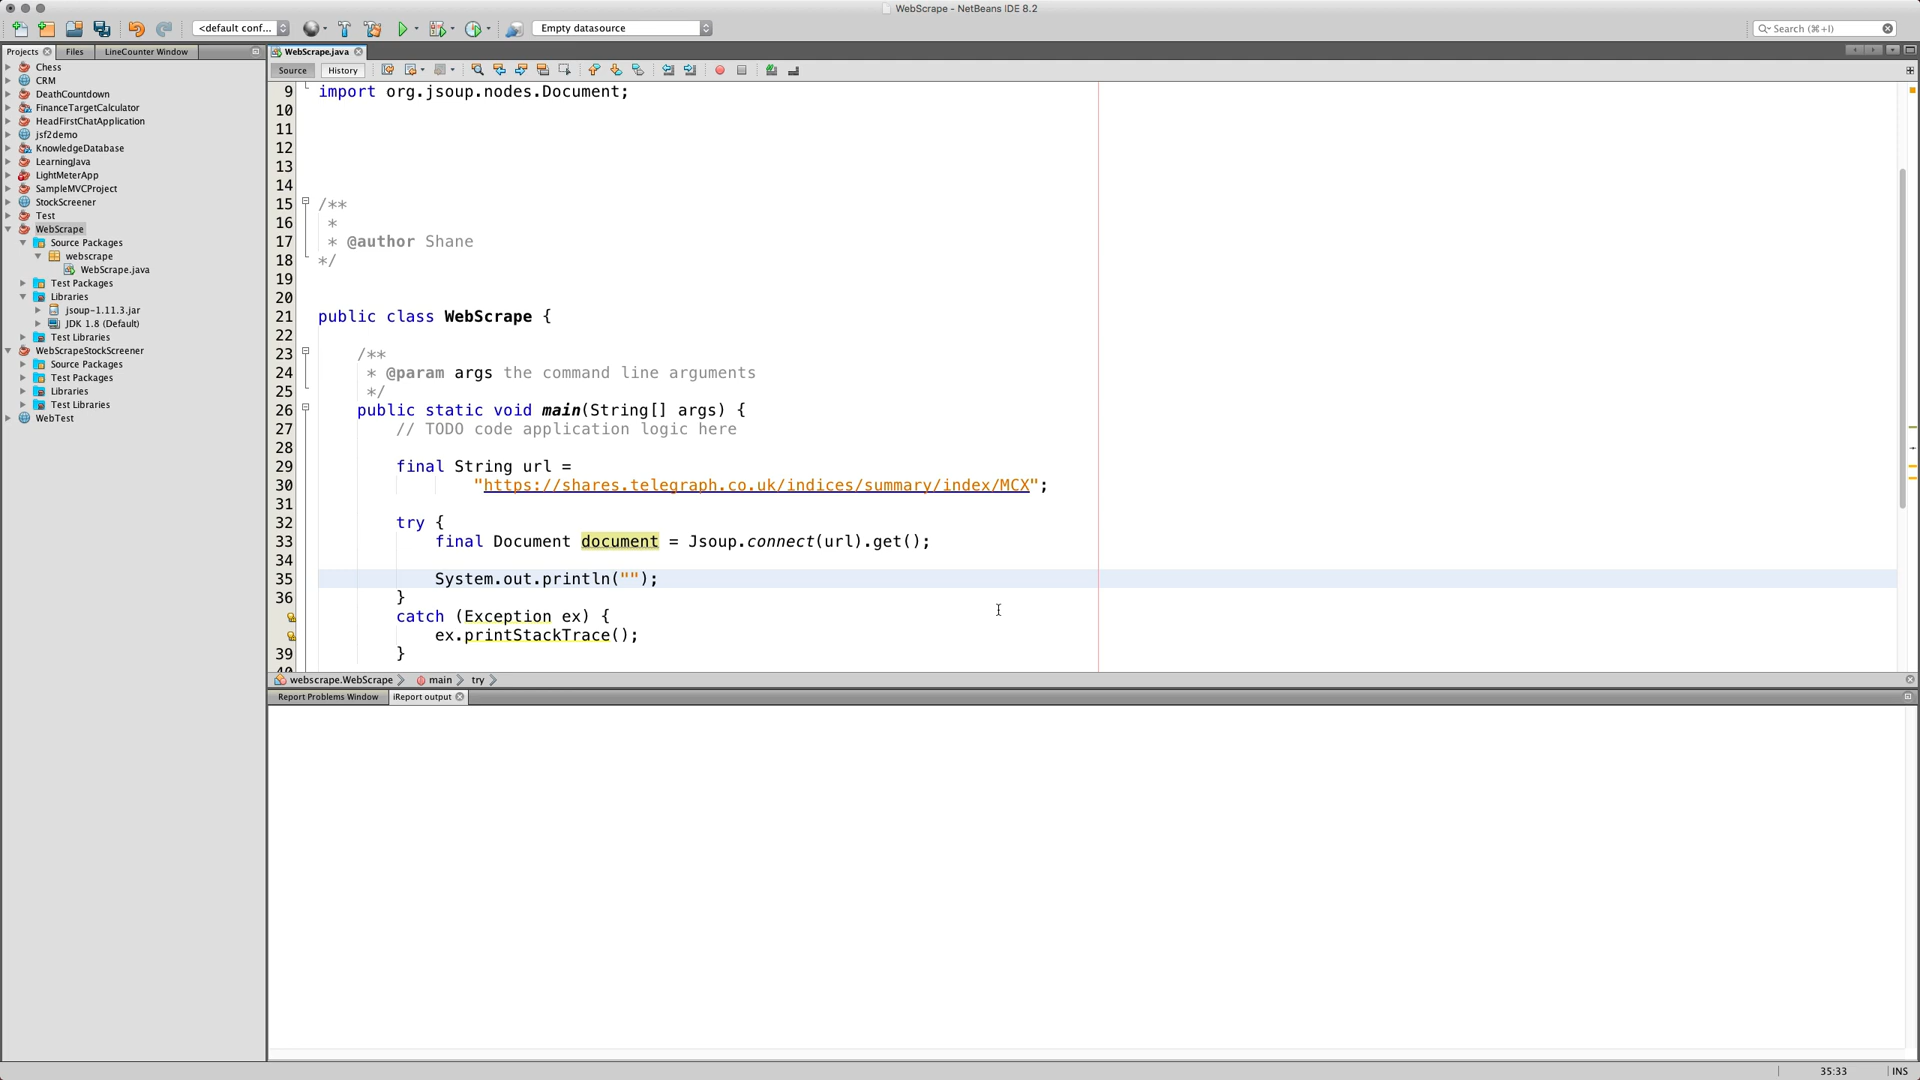 WebScrape - NetBeans IDE 8.2
<default conf...
Empty datasource
Search (⌘+I)
Projects
Files
LineCounter Window
WebScrape.java
Source
History
Chess
CRM
DeathCountdown
FinanceTargetCalculator
HeadFirstChatApplication
jsf2demo
KnowledgeDatabase
LearningJava
LightMeterApp
SampleMVCProject
StockScreener
Test
WebScrape
Source Packages
webscrape
WebScrape.java
Test Packages
Libraries
jsoup-1.11.3.jar
JDK 1.8 (Default)
Test Libraries
WebScrapeStockScreener
Source Packages
Test Packages
Libraries
Test Libraries
WebTest
9 import org.jsoup.nodes.Document;
10
11
12
13
14
15 /**
16 *
17 * @author Shane
18 */
19
20
21 public class WebScrape {
22
23 /**
24 * @param args the command line arguments
25 */
26 public static void main(String[] args) {
27 // TODO code application logic here
28
29 final String url =
30 "https://shares.telegraph.co.uk/indices/summary/index/MCX";
31
32 try {
33 final Document document = Jsoup.connect(url).get();
34
35 System.out.println("");
36 }
catch (Exception ex) {
ex.printStackTrace();
39 }
webscrape.WebScrape
main
try
Report Problems Window
iReport output
35:33
INS